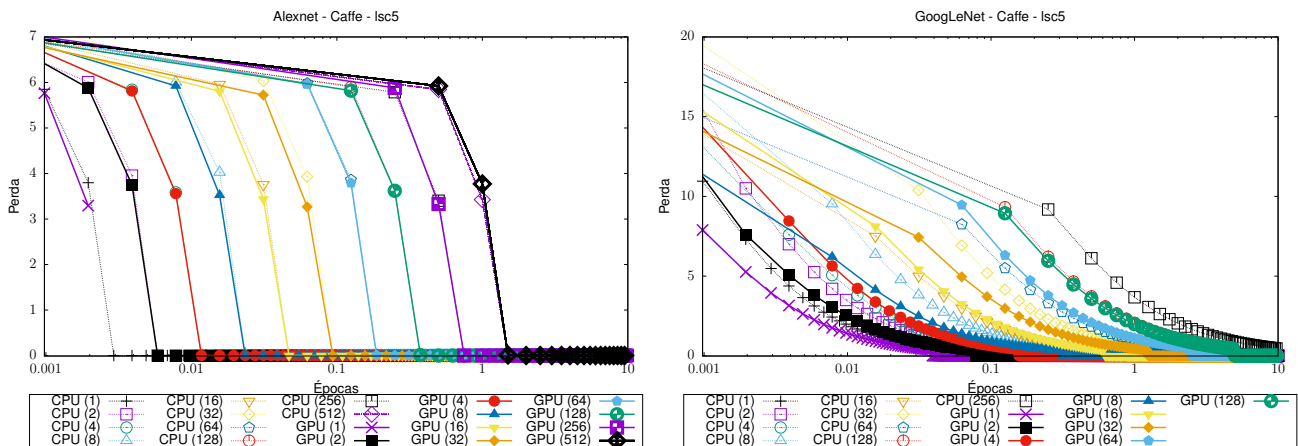 Alexnet - Caffe - lsc5
7
6
5
4
3
2
1
0
Perda
0.001 0.01 0.1 1 10
Épocas
CPU (1) CPU (16) CPU (256) GPU (4) GPU (64)
CPU (2) CPU (32) CPU (512) GPU (8) GPU (128)
CPU (4) CPU (64) GPU (1) GPU (16) GPU (256)
CPU (8) CPU (128) GPU (2) GPU (32) GPU (512)
GoogLeNet - Caffe - lsc5
20
15
10
5
0
Perda
0.001 0.01 0.1 1 10
Épocas
CPU (1) CPU (16) CPU (256) GPU (8) GPU (128)
CPU (2) CPU (32) GPU (1) GPU (16)
CPU (4) CPU (64) GPU (2) GPU (32)
CPU (8) CPU (128) GPU (4) GPU (64)